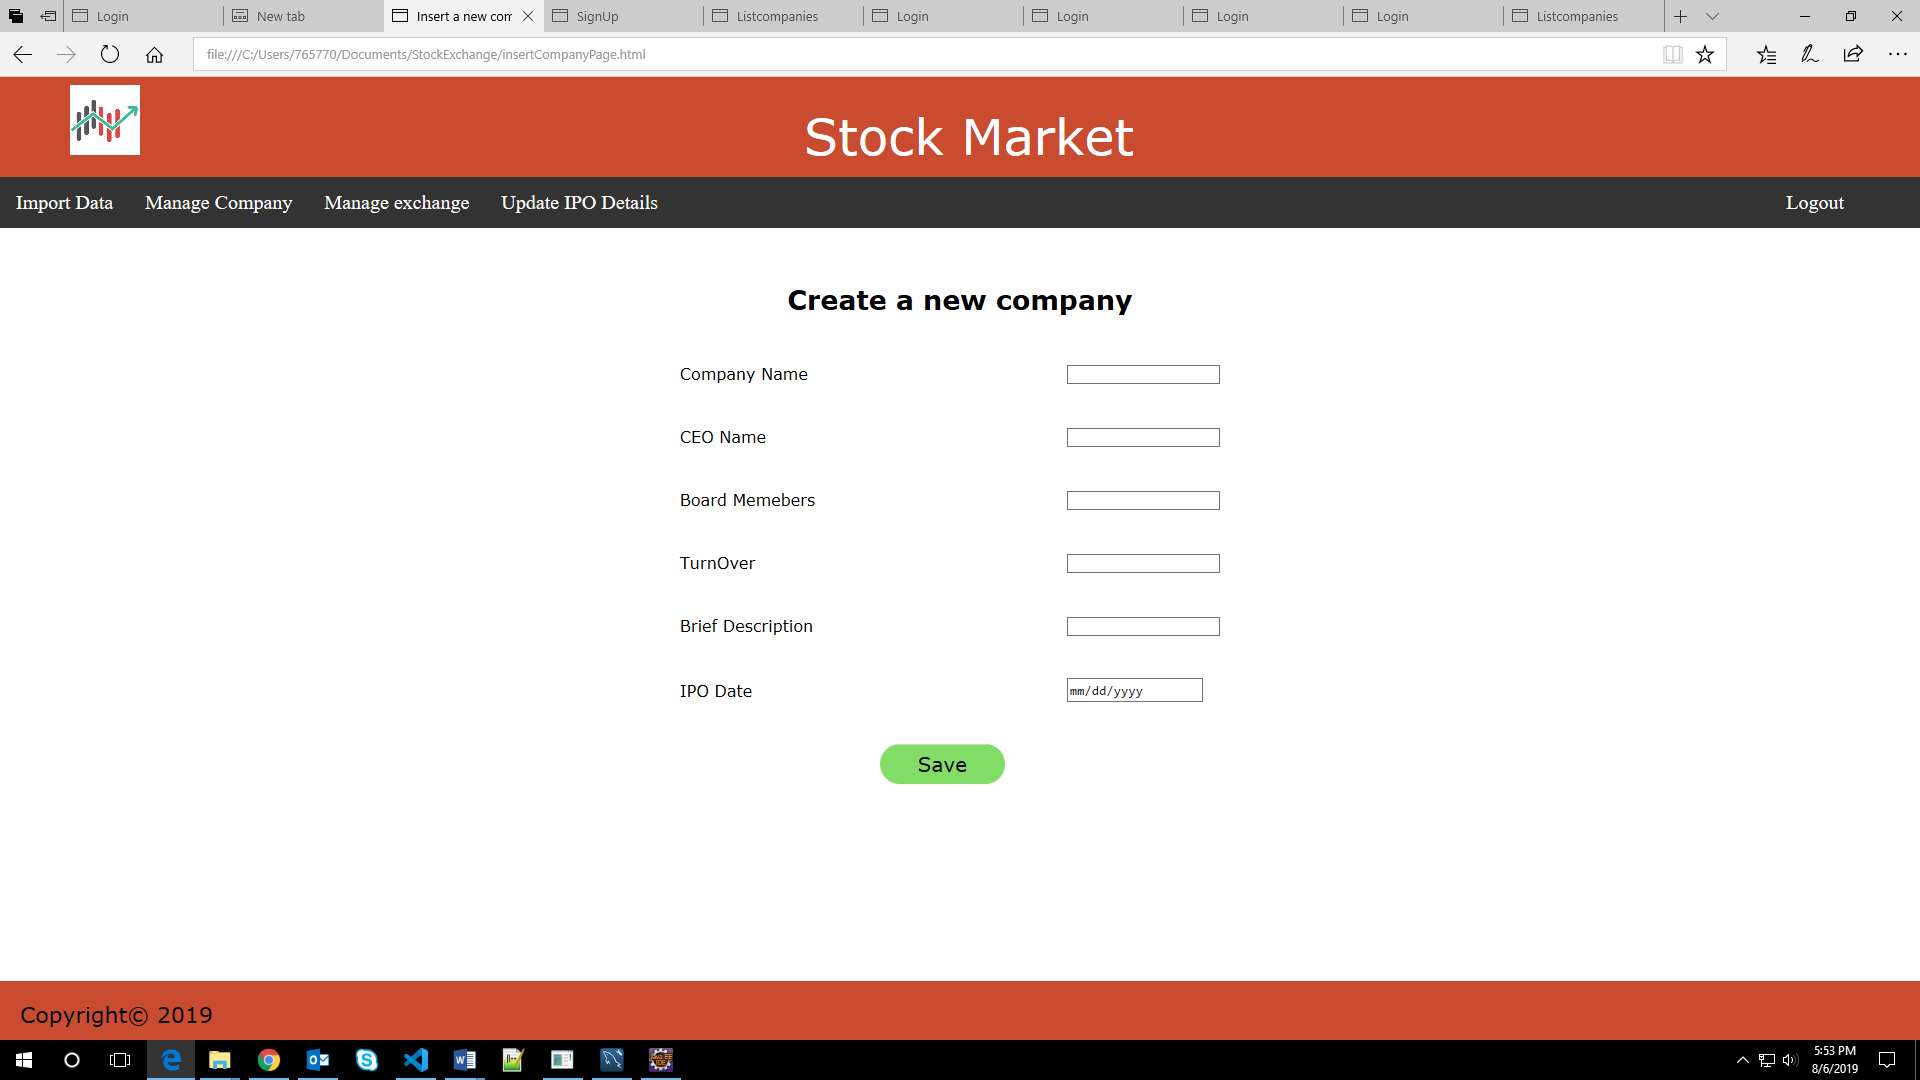 Login
New tab
Insert a new com
SignUp
Listcompanies
Login
Login
Login
Login
Listcompanies
file:///C:/Users/765770/Documents/StockExchange/insertCompanyPage.html
Stock Market
Import Data Manage Company Manage exchange Update IPO Details Logout
Create a new company
Company Name
CEO Name
Board Memebers
TurnOver
Brief Description
IPO Date mm/dd/yyyy
Save
Copyright© 2019
5:53 PM
8/6/2019